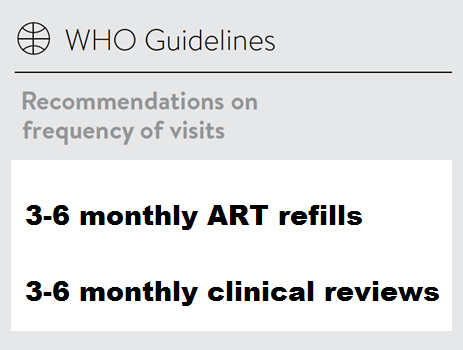 WHO Guidelines
Recommendations on
frequency of visits
3-6 monthly ART refills
3-6 monthly clinical reviews